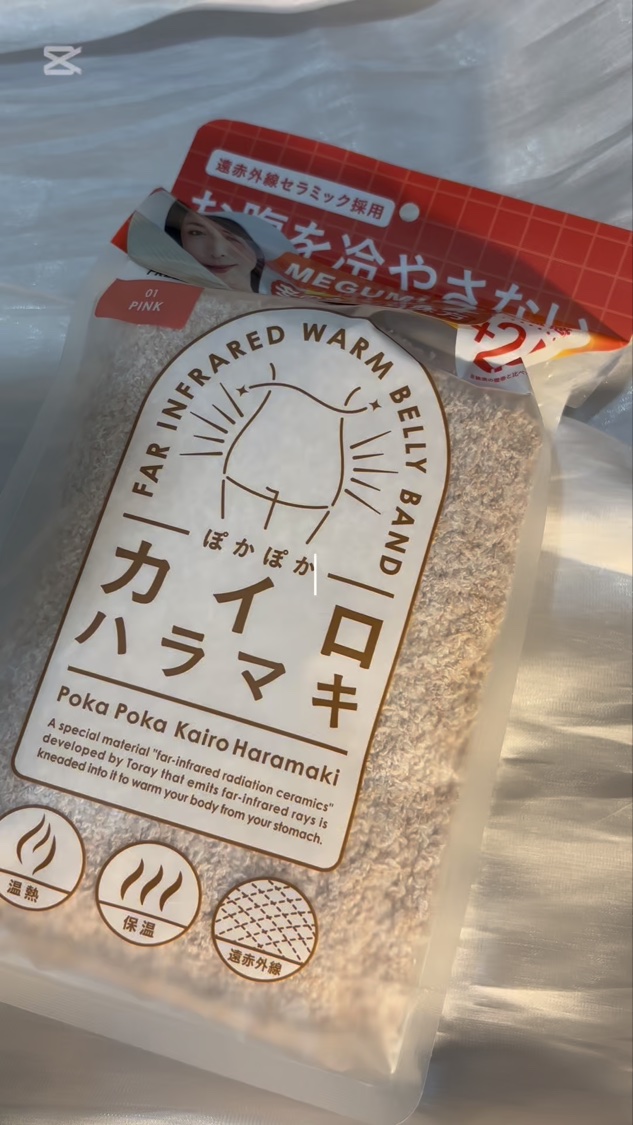 遠赤外線セラミック採用
お腹を冷やさない
MEGUMI
01
PINK
+2
FAR INFRARED WARM BELLY BAND
ぽかぽか
カイロ
ハラマキ
Poka Poka Kairo Haramaki
A special material "far-infrared radiation ceramics"
developed by Toray that emits far-infrared rays is
kneaded into it to warm your body from your stomach.
温熱
保温
遠赤外線